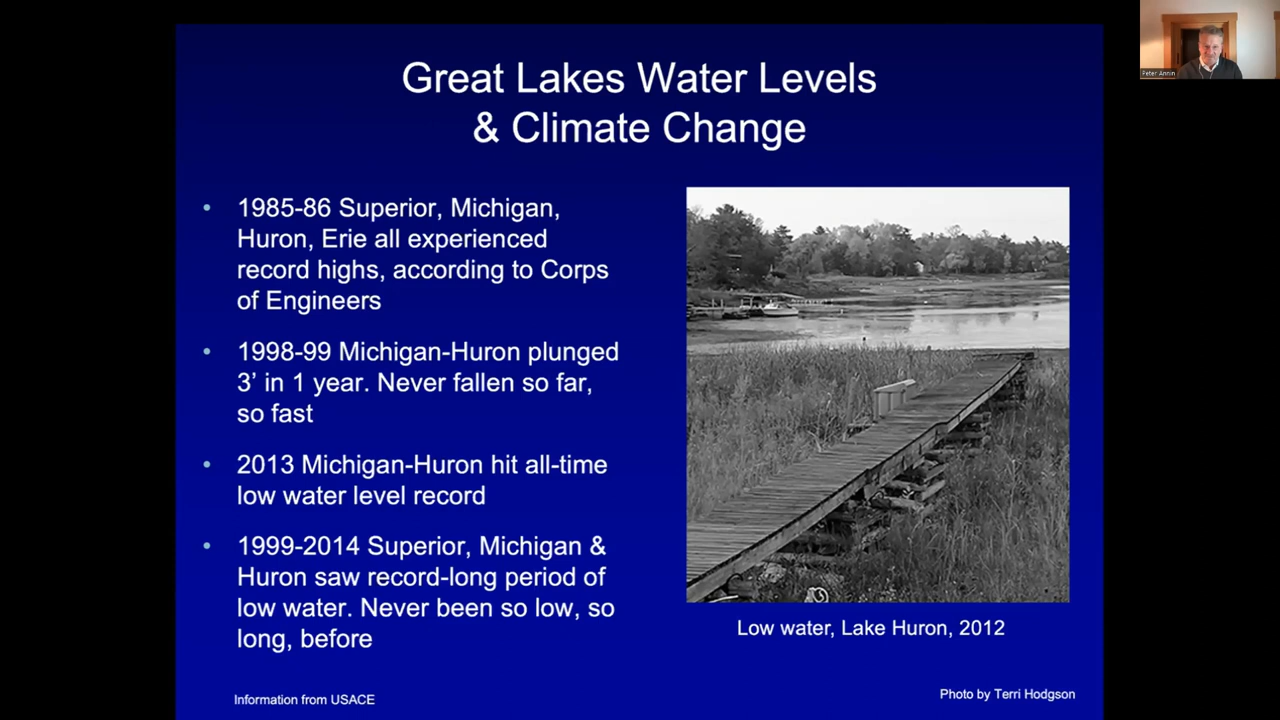 Great Lakes Water Levels
& Climate Change
• 1985-86 Superior, Michigan,
Huron, Erie all experienced
record highs, according to Corps
of Engineers
• 1998-99 Michigan-Huron plunged
3’ in 1 year. Never fallen so far,
so fast
• 2013 Michigan-Huron hit all-time
low water level record
• 1999-2014 Superior, Michigan &
Huron saw record-long period of
low water. Never been so low, so
long, before
Low water, Lake Huron, 2012
Information from USACE
Photo by Terri Hodgson
Peter Annin